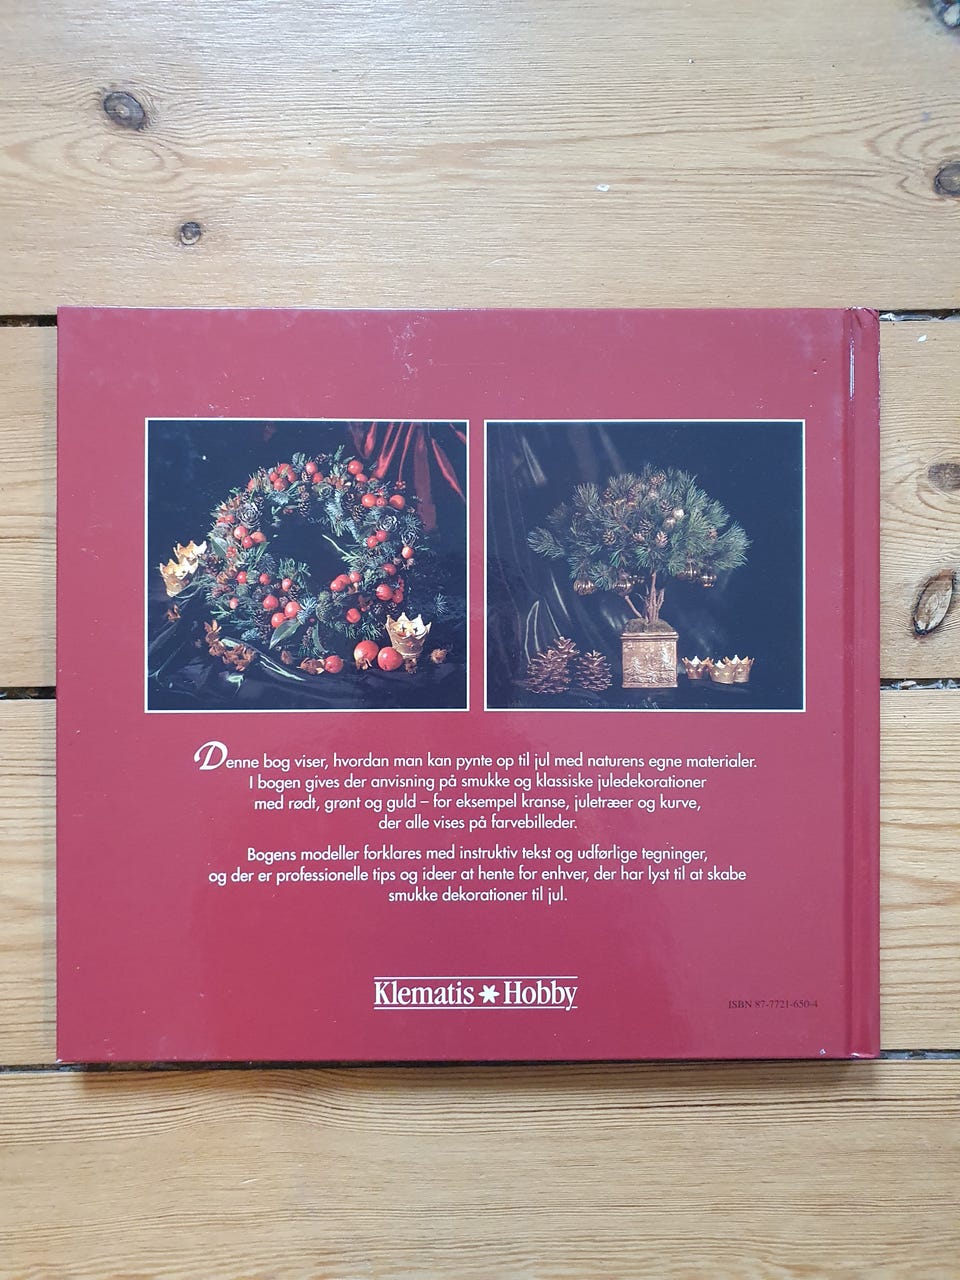 Denne bog viser, hvordan man kan pynte op til jul med naturens egne materialer.
I bogen gives der anvisning på smukke og klassiske juledekorationer
med rødt, grønt og guld – for eksempel kranse, juletræer og kurve,
der alle vises på farvebilleder.
Bogens modeller forklares med instruktiv tekst og udførlige tegninger,
og der er professionelle tips og ideer at hente for enhver, der har lyst til at skabe
smukke dekorationer til jul.
Klematis * Hobby
ISBN 87-7721-650-4